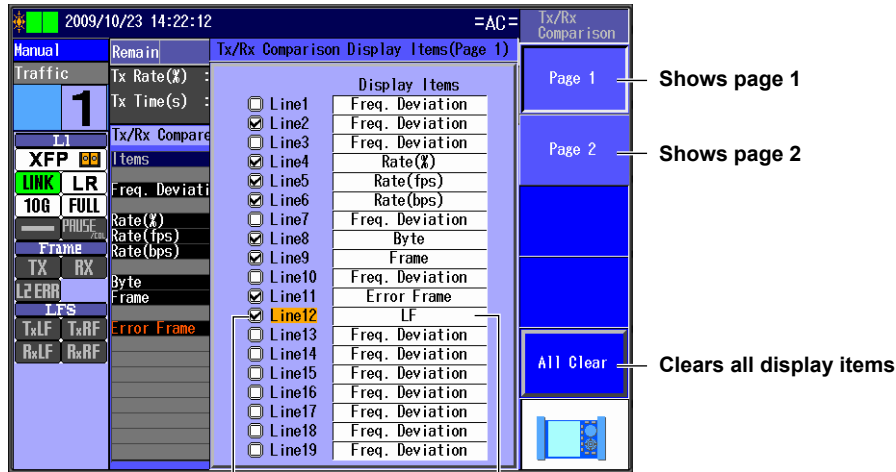 2009/10/23 14:22:12
=AC=
Tx/Rx
Comparison
Manual
Remain
Tx/Rx Comparison Display Items(Page 1)
Traffic
1
Tx Rate(%) :
Tx Time(s) :
Tx/Rx Compare
Items
Freq. Deviati
Rate(%)
Rate(fps)
Rate(bps)
Byte
Frame
Error Frame
L1
XFP
LINK LR
10G FULL
PAUSE/COL
Frame
TX RX
L2 ERR
LFS
TxLF TxRF
RxLF RxRF
Display Items
Line1 Freq. Deviation
Line2 Freq. Deviation
Line3 Freq. Deviation
Line4 Rate(%)
Line5 Rate(fps)
Line6 Rate(bps)
Line7 Freq. Deviation
Line8 Byte
Line9 Frame
Line10 Freq. Deviation
Line11 Error Frame
Line12 LF
Line13 Freq. Deviation
Line14 Freq. Deviation
Line15 Freq. Deviation
Line16 Freq. Deviation
Line17 Freq. Deviation
Line18 Freq. Deviation
Line19 Freq. Deviation
Page 1
Shows page 1
Page 2
Shows page 2
All Clear
Clears all display items